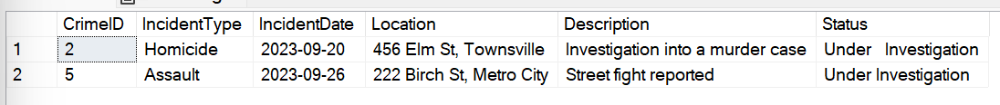 CrimeID IncidentType IncidentDate Location Description Status
1 2 Homicide 2023-09-20 456 Elm St, Townsville Investigation into a murder case Under Investigation
2 5 Assault 2023-09-26 222 Birch St, Metro City Street fight reported Under Investigation